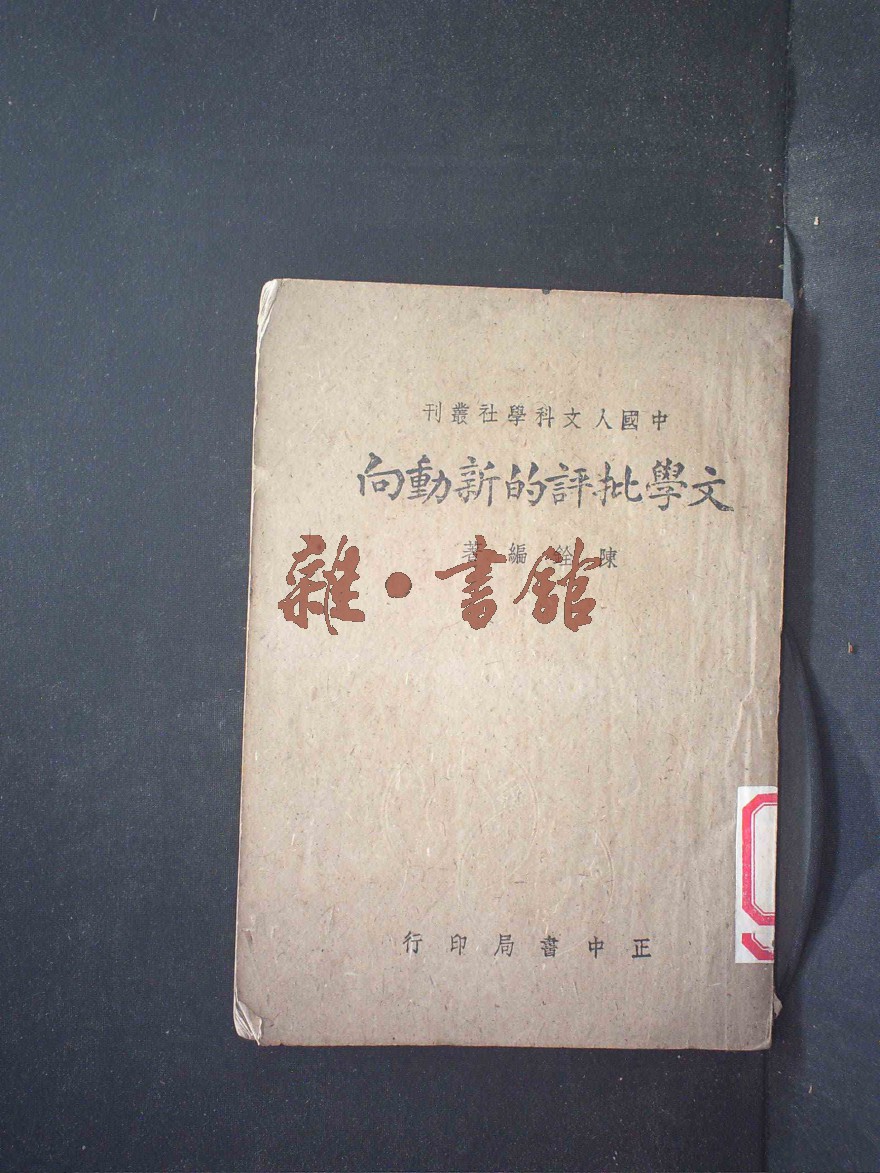 中國人文科學社叢刊
文學批評的新動向
陳銓編著
雜·書舘
正中書局印行